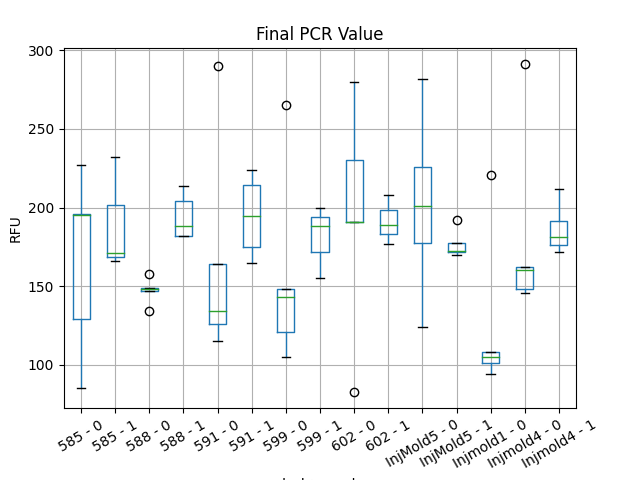 Final PCR Value
RFU
300
250
200
150
100
585 - 0
585 - 1
588 - 0
588 - 1
591 - 0
591 - 1
599 - 0
599 - 1
602 - 0
602 - 1
InjMold5 - 0
InjMold5 - 1
Injmold1 - 0
Injmold4 - 0
Injmold4 - 1